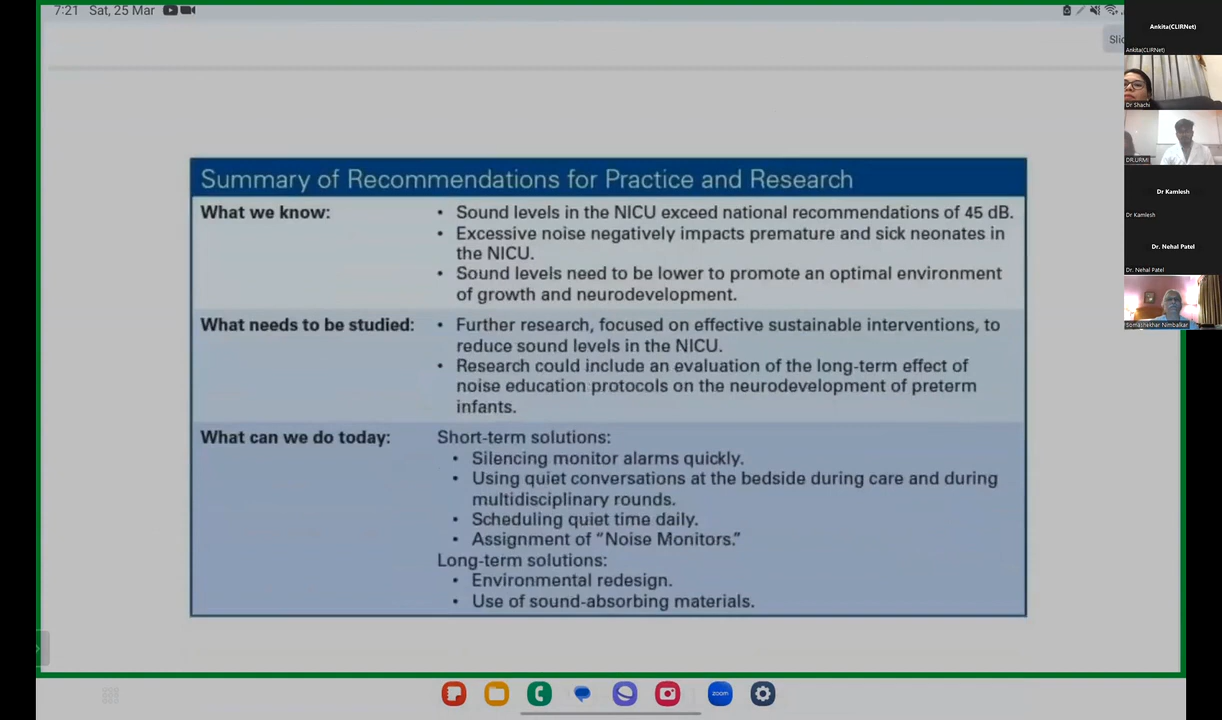 7:21 Sat, 25 Mar
Ankita(CLIRNet)
Ankita(CLIRNet)
Dr Shachi
DR.URMI
Dr Kamlesh
Dr Kamlesh
Dr. Nehal Patel
Dr. Nehal Patel
Somashekhar Nimbalkar
Summary of Recommendations for Practice and Research
What we know:
• Sound levels in the NICU exceed national recommendations of 45 dB.
• Excessive noise negatively impacts premature and sick neonates in
the NICU.
• Sound levels need to be lower to promote an optimal environment
of growth and neurodevelopment.
What needs to be studied:
• Further research, focused on effective sustainable interventions, to
reduce sound levels in the NICU.
• Research could include an evaluation of the long-term effect of
noise education protocols on the neurodevelopment of preterm
infants.
What can we do today:
Short-term solutions:
• Silencing monitor alarms quickly.
• Using quiet conversations at the bedside during care and during
multidisciplinary rounds.
• Scheduling quiet time daily.
• Assignment of “Noise Monitors.”
Long-term solutions:
• Environmental redesign.
• Use of sound-absorbing materials.
zoom